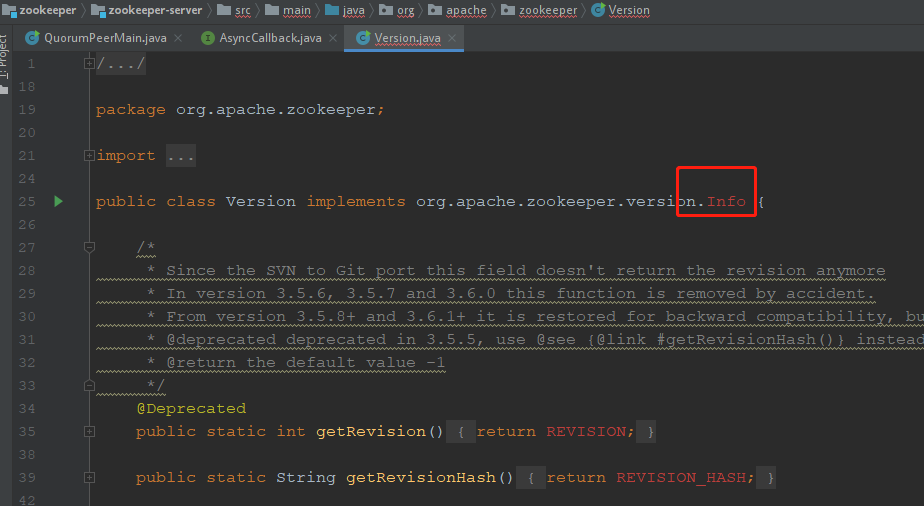 zookeeper zookeeper-server src main java org apache zookeeper Version
QuorumPeerMain.java AsyncCallback.java Version.java
1: Project
1 /.../
18
19 package org.apache.zookeeper;
20
21 import ...
24
25 public class Version implements org.apache.zookeeper.version.Info {
26
27 /*
28 * Since the SVN to Git port this field doesn't return the revision anymore
29 * In version 3.5.6, 3.5.7 and 3.6.0 this function is removed by accident.
30 * From version 3.5.8+ and 3.6.1+ it is restored for backward compatibility, bu
31 * @deprecated deprecated in 3.5.5, use @see {@link #getRevisionHash()} instead
32 * @return the default value -1
33 */
34 @Deprecated
35 public static int getRevision() { return REVISION; }
38
39 public static String getRevisionHash() { return REVISION_HASH; }
42